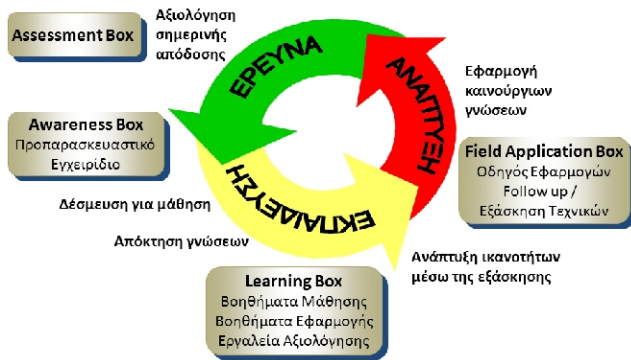 Assessment Box
Αξιολόγηση
σημερινής
απόδοσης
ΕΡΕΥΝΑ
ΑΝΑΠΤΥΞΗ
Εφαρμογή
καινούργιων
γνώσεων
Awareness Box
Προπαρασκευαστικό
Εγχειρίδιο
Field Application Box
Οδηγός Εφαρμογών
Follow up /
Εξάσκηση Τεχνικών
ΕΚΠΑΙΔΕΥΣΗ
Δέσμευση για μάθηση
Απόκτηση γνώσεων
Ανάπτυξη ικανοτήτων
μέσω της εξάσκησης
Learning Box
Βοηθήματα Μάθησης
Βοηθήματα Εφαρμογής
Εργαλεία Αξιολόγησης